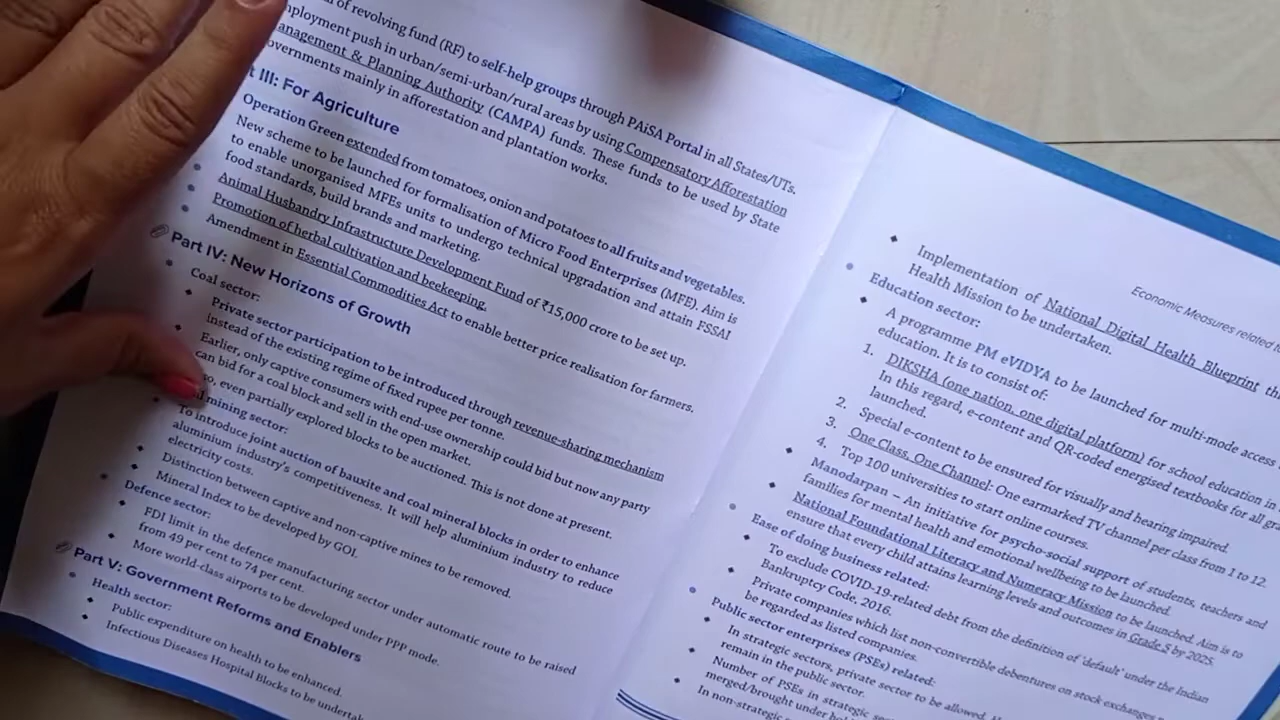 of revolving fund (RF) to self-help groups through PAiSA Portal in all States/UTs.
employment push in urban/semi-urban/rural areas by using Compensatory Afforestation
Management & Planning Authority (CAMPA) funds. These funds to be used by State
governments mainly in afforestation and plantation works.
III: For Agriculture
Operation Green extended from tomatoes, onion and potatoes to all fruits and vegetables.
New scheme to be launched for formalisation of Micro Food Enterprises (MFE). Aim is
to enable unorganised MFEs units to undergo technical upgradation and attain FSSAI
food standards, build brands and marketing.
Animal Husbandry Infrastructure Development Fund of ₹15,000 crore to be set up.
Promotion of herbal cultivation and beekeeping.
Amendment in Essential Commodities Act to enable better price realisation for farmers.
Part IV: New Horizons of Growth
Coal sector:
Private sector participation to be introduced through revenue-sharing mechanism
instead of the existing regime of fixed rupee per tonne.
Earlier, only captive consumers with end-use ownership could bid but now any party
can bid for a coal block and sell in the open market.
so, even partially explored blocks to be auctioned. This is not done at present.
mining sector:
To introduce joint auction of bauxite and coal mineral blocks in order to enhance
aluminium industry's competitiveness. It will help aluminium industry to reduce
electricity costs.
Distinction between captive and non-captive mines to be removed.
Mineral Index to be developed by GOI.
Defence sector:
FDI limit in the defence manufacturing sector under automatic route to be raised
from 49 per cent to 74 per cent.
More world-class airports to be developed under PPP mode.
Part V: Government Reforms and Enablers
Health sector:
Public expenditure on health to be enhanced.
Infectious Diseases Hospital Blocks to be
Economic Measures related
Implementation of National Digital Health Blueprint
Health Mission to be undertaken.
Education sector:
A programme PM eVIDYA to be launched for multi-mode access
education. It is to consist of:
1. DIKSHA (one nation, one digital platform) for school education in
In this regard, e-content and QR-coded energised textbooks for all
launched.
2. Special e-content to be ensured for visually and hearing impaired.
3. One Class, One Channel: One earmarked TV channel per class from 1 to 12.
4. Top 100 universities to start online courses.
Manodarpan – An initiative for psycho-social support of students, teachers and
families for mental health and emotional wellbeing to be launched.
National Foundational Literacy and Numeracy Mission to be launched. Aim is to
ensure that every child attains learning levels and outcomes in Grade 5 by 2025.
Ease of doing business related:
To exclude COVID-19-related debt from the definition of 'default' under the Indian
Bankruptcy Code, 2016.
Private companies which list non-convertible debentures on stock exchanges
be regarded as listed companies.
Public sector enterprises (PSEs) related:
In strategic sectors, private sector to be allowed.
remain in the public sector.
Number of PSEs in strategic
merged/brought under
In non-strategic